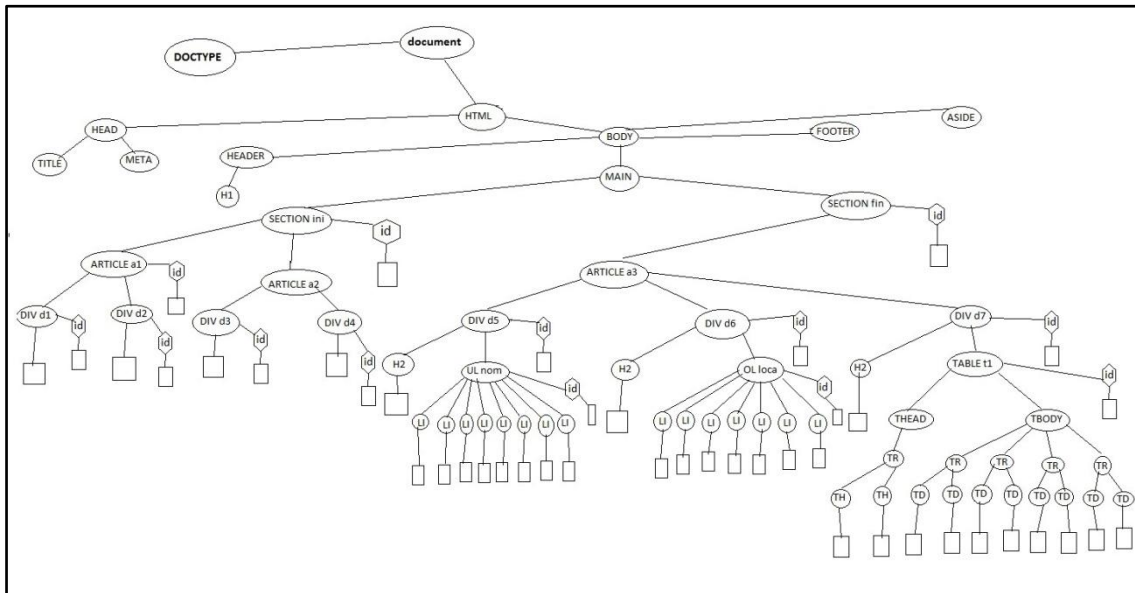 document
DOCTYPE
HTML
ASIDE
HEAD
BODY
FOOTER
TITLE
META
HEADER
MAIN
H1
SECTION ini
id
SECTION fin
id
ARTICLE a1
id
ARTICLE a2
ARTICLE a3
DIV d1
id
DIV d2
id
DIV d3
id
DIV d4
id
DIV d5
id
DIV d6
id
DIV d7
id
H2
UL nom
id
H2
OL loca
id
H2
TABLE t1
id
LI LI LI LI LI LI LI LI
LI LI LI LI LI LI LI
THEAD
TBODY
TR
TR TR TR TR
TH TH
TD TD TD TD TD TD TD TD